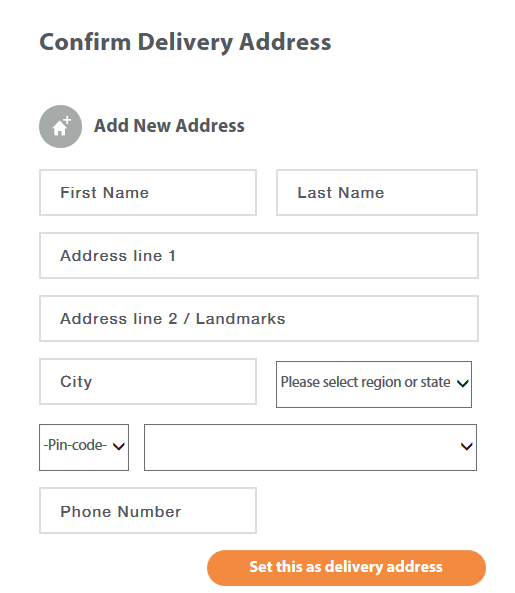 Confirm Delivery Address
Add New Address
First Name
Last Name
Address line 1
Address line 2 / Landmarks
City
Please select region or state
-Pin-code-
Phone Number
Set this as delivery address